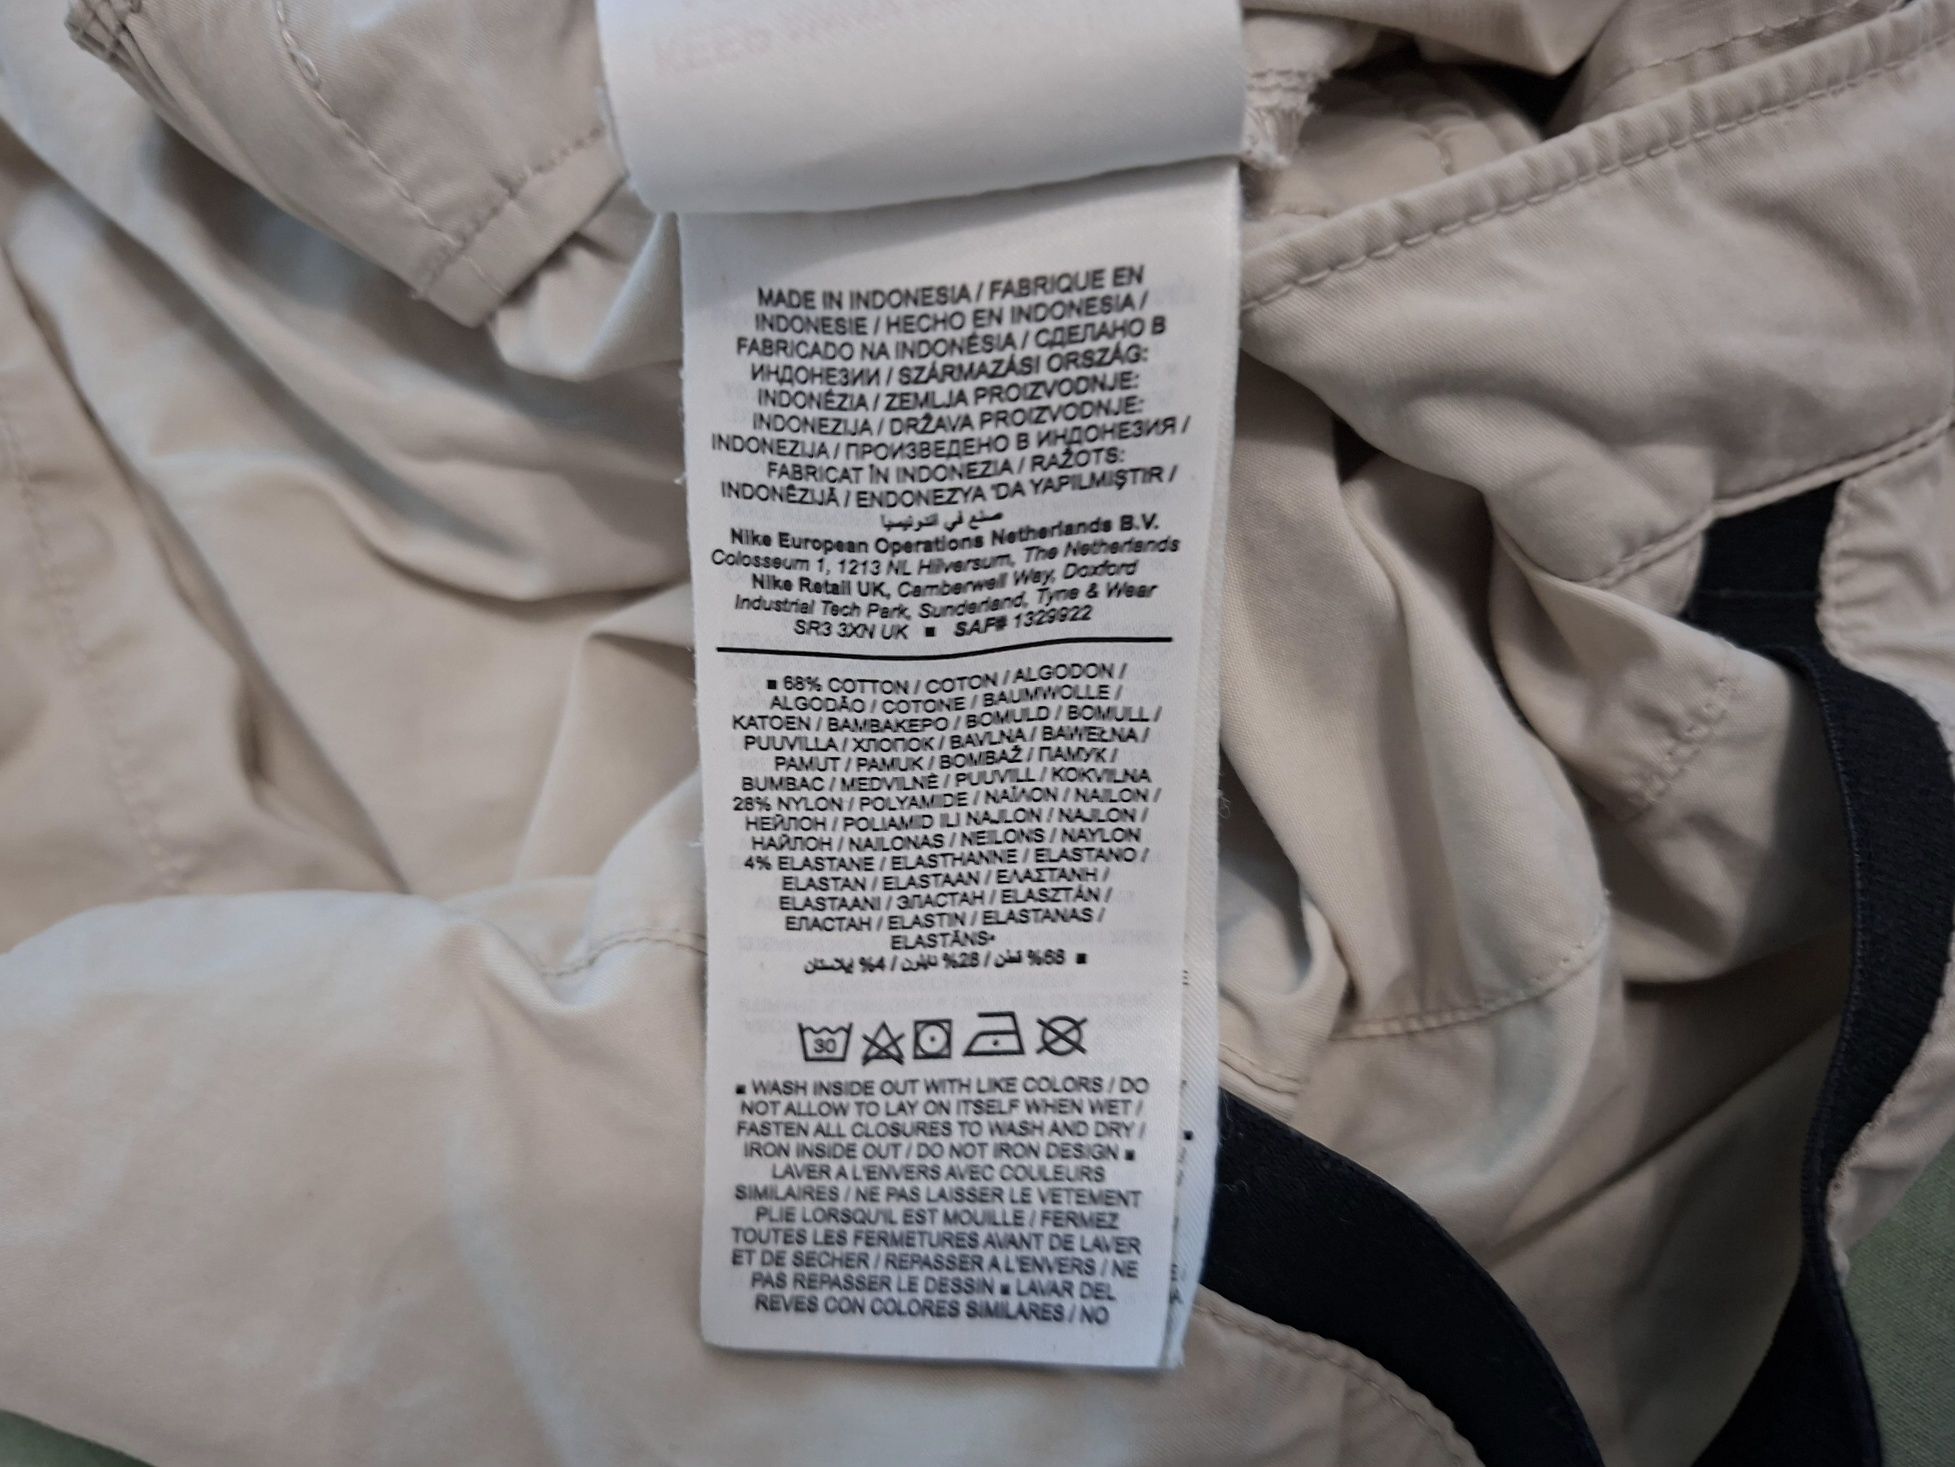 MADE IN INDONESIA / FABRIQUE EN
INDONESIE / HECHO EN INDONESIA /
FABRICADO NA INDONÉSIA / СДЕЛАНО В
ИНДОНЕЗИИ / SZÁRMAZÁSI ORSZÁG:
INDONÉZIA / ZEMLJA PROIZVODNJE:
INDONEZIJA / DRŽAVA PROIZVODNJE:
INDONEZIJA / ПРОИЗВЕДЕНО В ИНДОНЕЗИЯ /
FABRICAT ÎN INDONEZIA / RAŽOTS:
INDONĒZIJĀ / ENDONEZYA 'DA YAPILMIŞTIR /
صنع في اندونيسيا
Nike European Operations Netherlands B.V.
Colosseum 1, 1213 NL Hilversum, The Netherlands
Nike Retail UK, Camberwell Way, Doxford
Industrial Tech Park, Sunderland, Tyne & Wear
SR3 3XN UK ▪ SAF# 1329922
▪ 68% COTTON / COTON / ALGODON /
ALGODÃO / COTONE / BAUMWOLLE /
KATOEN / ΒΑΜΒΑΚΕΡΟ / BOMULD / BOMULL /
PUUVILLA / ХЛОПОК / BAVLNA / BAWEŁNA /
PAMUT / PAMUK / BOMBAŽ / ПАМУК /
BUMBAC / MEDVILNĖ / PUUVILL / KOKVILNA
28% NYLON / POLYAMIDE / ΝΑΪΛΟΝ / NAILON /
НЕЙЛОН / POLIAMID ILI NAJLON / NAJLON /
НАЙЛОН / NAILONAS / NEILONS / NAYLON
4% ELASTANE / ELASTHANNE / ELASTANO /
ELASTAN / ELASTAAN / ΕΛΑΣΤΑΝΗ /
ELASTAANI / ЭЛАСТАН / ELASZTÁN /
ЕЛАСТАН / ELASTIN / ELASTANAS /
ELASTĀNS▪
▪ 68% قطن / 28% نايلون / 4% إيلاستان
30
▪ WASH INSIDE OUT WITH LIKE COLORS / DO
NOT ALLOW TO LAY ON ITSELF WHEN WET /
FASTEN ALL CLOSURES TO WASH AND DRY /
IRON INSIDE OUT / DO NOT IRON DESIGN ▪
LAVER A L'ENVERS AVEC COULEURS
SIMILAIRES / NE PAS LAISSER LE VETEMENT
PLIE LORSQU'IL EST MOUILLE / FERMEZ
TOUTES LES FERMETURES AVANT DE LAVER
ET DE SECHER / REPASSER A L'ENVERS / NE
PAS REPASSER LE DESSIN ▪ LAVAR DEL
REVES CON COLORES SIMILARES / NO